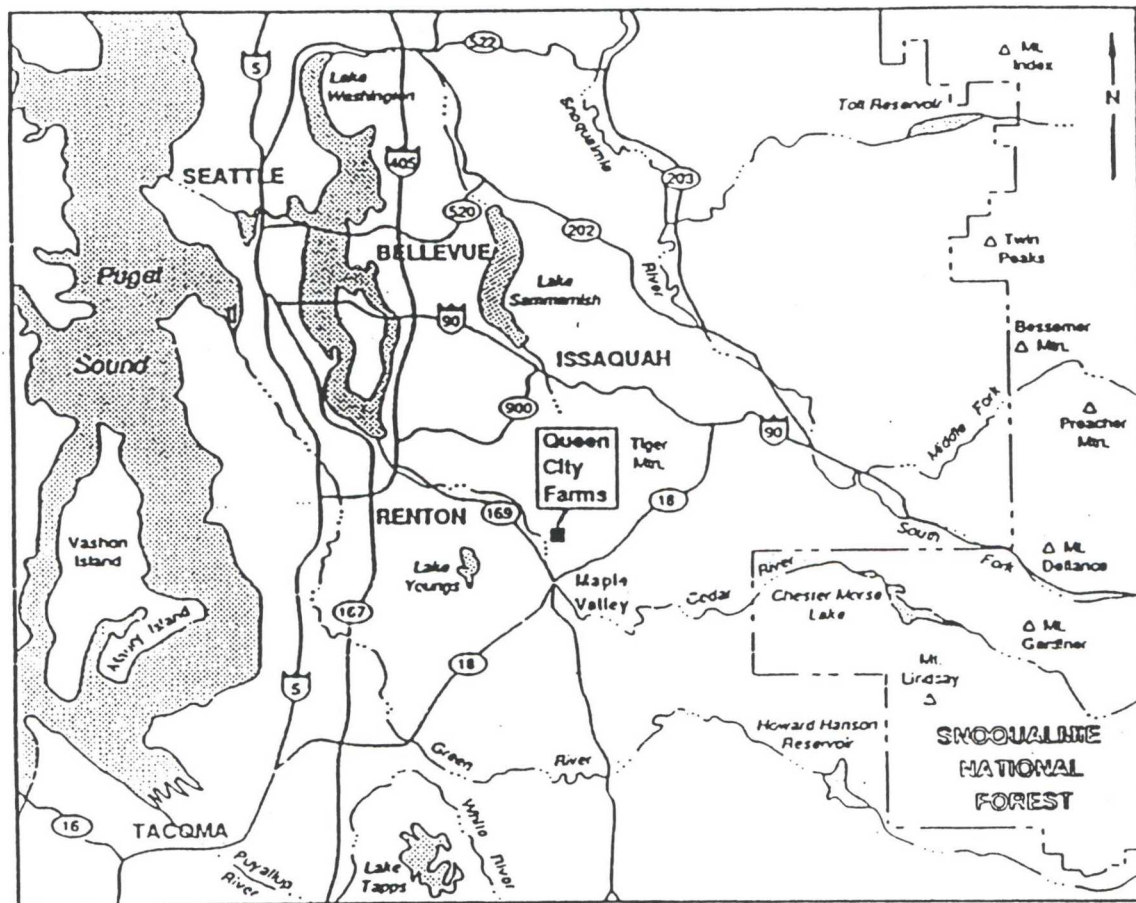 522
5
Mt.
Index
Lake
Washington
N
Tolt Reservoir
Snoqualmie
405
SEATTLE
203
520
202
BELLEVUE
Twin
Peaks
River
Puget
Lake
Sammamish
90
Bessemer
Mtn.
Sound
ISSAQUAH
900
Middle Fork
Preacher
Mtn.
90
Queen
City
Farms
Tiger
Mtn.
18
169
RENTON
South
Fork
Vashon
Island
Lake
Youngs
Maple
Valley
Cedar
River
Mt.
Defiance
Chester Morse
Lake
167
Maury Island
Mt.
Gardner
18
5
Mt.
Lindsay
Howard Hanson
Reservoir
Green
River
SNOQUALMIE
NATIONAL
FOREST
16
TACOMA
White River
Puyallup
River
Lake
Tapps